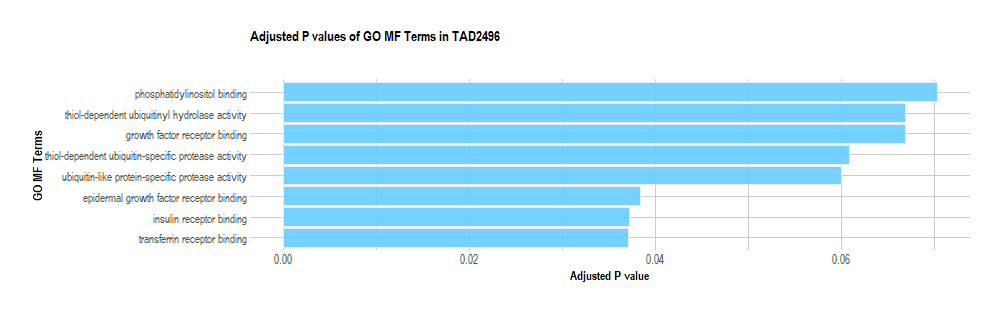 Adjusted P values of GO MF Terms in TAD2496
GO MF Terms
phosphatidylinositol binding
thiol-dependent ubiquitinyl hydrolase activity
growth factor receptor binding
thiol-dependent ubiquitin-specific protease activity
ubiquitin-like protein-specific protease activity
epidermal growth factor receptor binding
insulin receptor binding
transferrin receptor binding
0.00 0.02 0.04 0.06
Adjusted P value